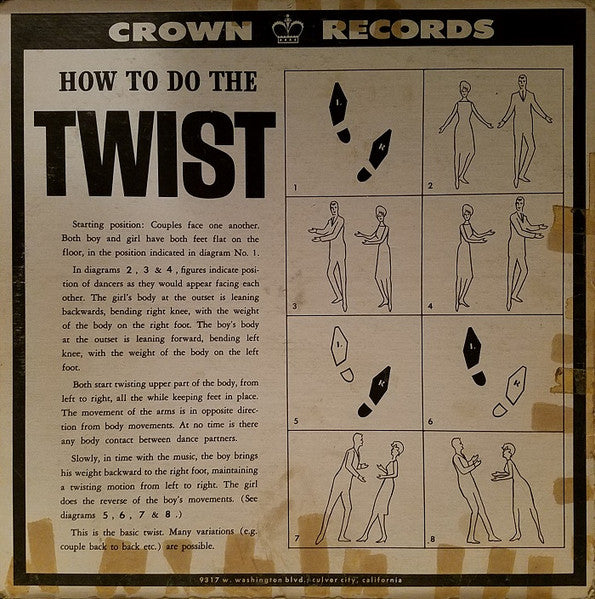 CROWN RECORDS
HOW TO DO THE
TWIST
Starting position: Couples face one another.
Both boy and girl have both feet flat on the
floor, in the position indicated in diagram No. 1.
In diagrams 2, 3 & 4, figures indicate posi-
tion of dancers as they would appear facing each
other. The girl's body at the outset is leaning
backwards, bending right knee, with the weight
of the body on the right foot. The boy's body
at the outset is leaning forward, bending left
knee, with the weight of the body on the left
foot.
Both start twisting upper part of the body, from
left to right, all the while keeping feet in place.
The movement of the arms is in opposite direc-
tion from body movements. At no time is there
any body contact between dance partners.
Slowly, in time with the music, the boy brings
his weight backward to the right foot, maintaining
a twisting motion from left to right. The girl
does the reverse of the boy's movements. (See
diagrams 5, 6, 7 & 8.)
This is the basic twist. Many variations (e.g.
couple back to back etc.) are possible.
L
R
1
2
3
4
L
R
5
L
R
6
7
8
9317 w. washington blvd., culver city, california